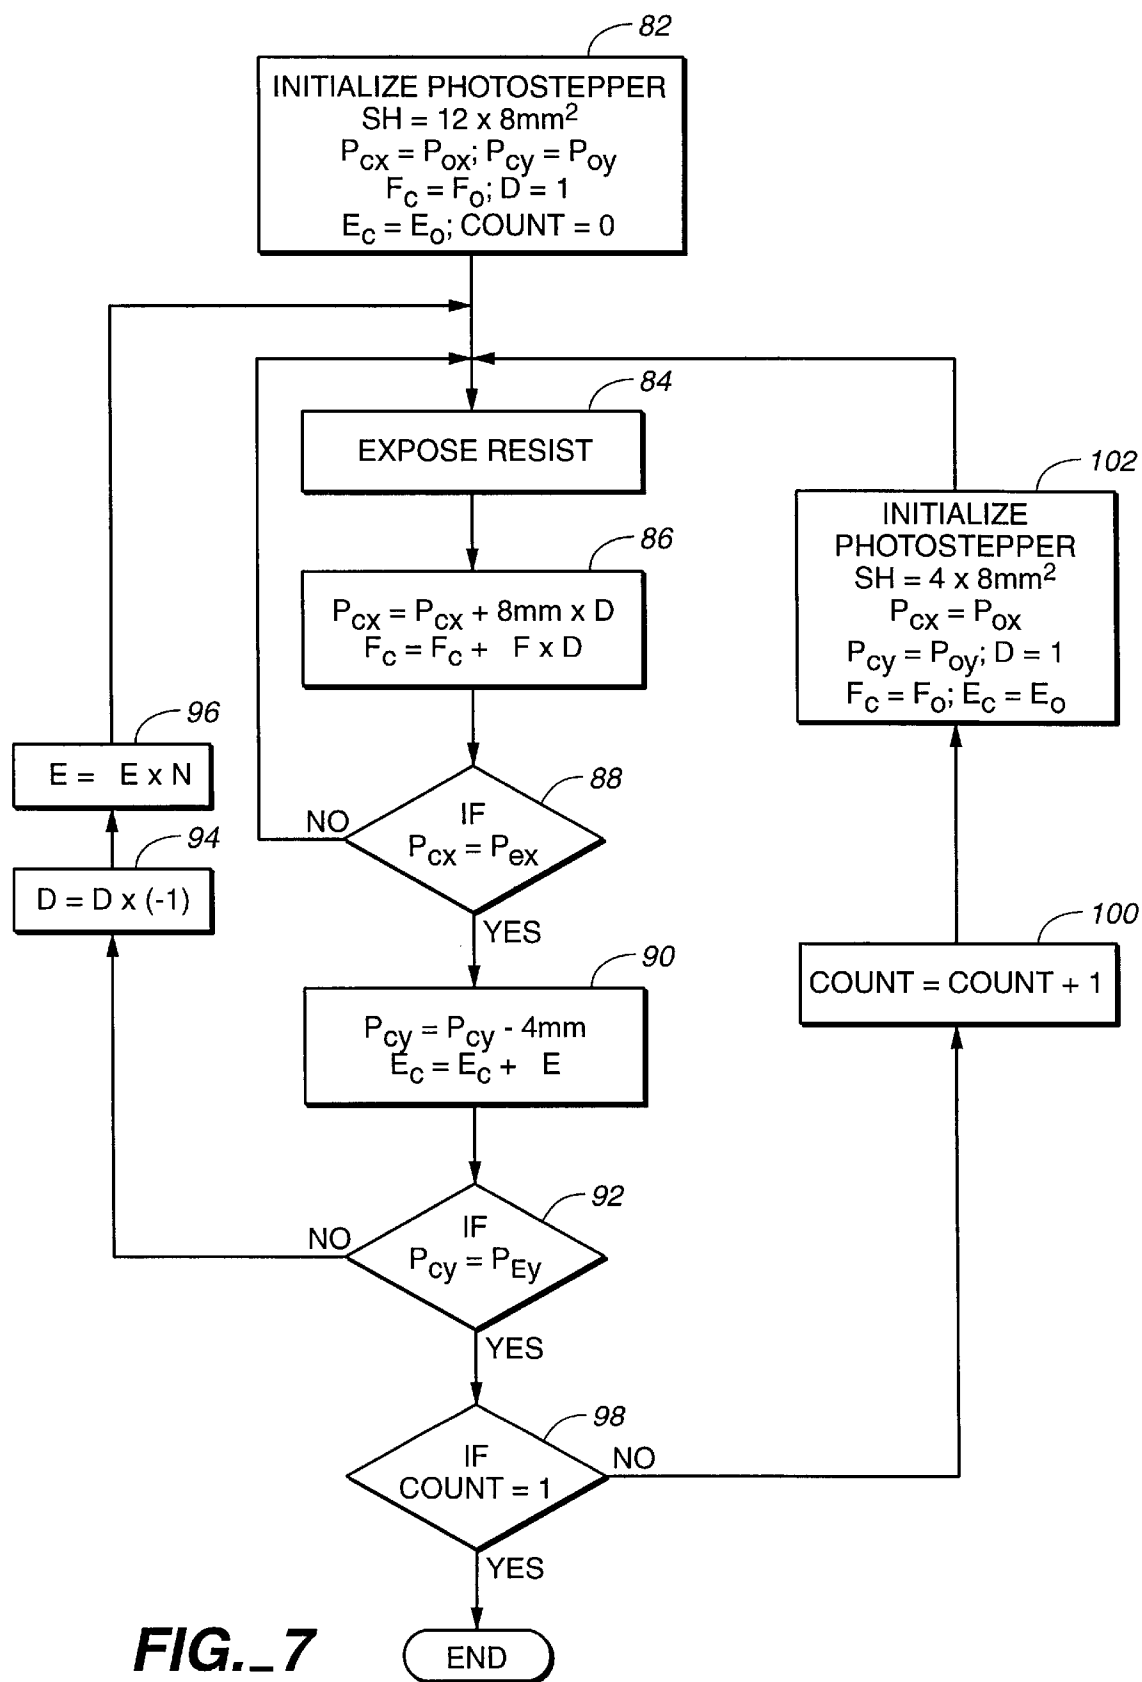 82
INITIALIZE PHOTOSTEPPER
SH = 12 x 8mm²
Pcx = Pox; Pcy = Poy
Fc = Fo; D = 1
Ec = Eo; COUNT = 0
84
EXPOSE RESIST
102
INITIALIZE
PHOTOSTEPPER
SH = 4 x 8mm²
Pcx = Pox
Pcy = Poy; D = 1
Fc = Fo; Ec = Eo
86
Pcx = Pcx + 8mm x D
Fc = Fc + F x D
96
E = E x N
88
NO
IF
Pcx = Pex
YES
94
D = D x (-1)
100
COUNT = COUNT + 1
90
Pcy = Pcy - 4mm
Ec = Ec + E
92
NO
IF
Pcy = PEy
YES
98
IF
COUNT = 1
NO
YES
END
FIG._7